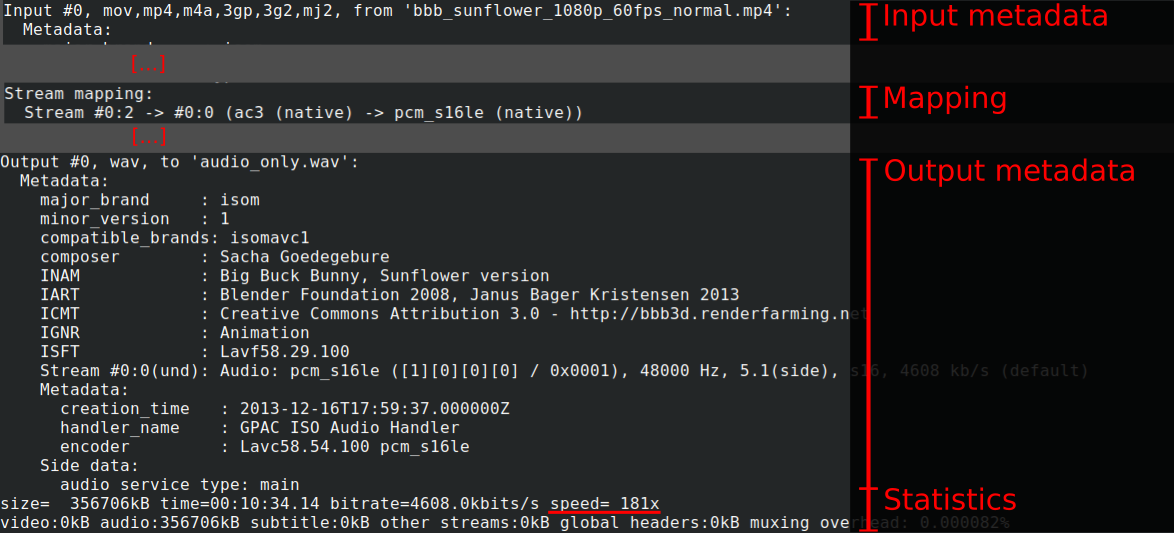 Input #0, mov,mp4,m4a,3gp,3g2,mj2, from 'bbb_sunflower_1080p_60fps_normal.mp4':
Input metadata
Metadata:
[...]
Stream mapping:
Mapping
Stream #0:2 -> #0:0 (ac3 (native) -> pcm_s16le (native))
[...]
Output #0, wav, to 'audio_only.wav':
Output metadata
Metadata:
major_brand : isom
minor_version : 1
compatible_brands: isomavc1
composer : Sacha Goedegebure
INAM : Big Buck Bunny, Sunflower version
IART : Blender Foundation 2008, Janus Bager Kristensen 2013
ICMT : Creative Commons Attribution 3.0 - http://bbb3d.renderfarming.net
IGNR : Animation
ISFT : Lavf58.29.100
Stream #0:0(und): Audio: pcm_s16le ([1][0][0][0] / 0x0001), 48000 Hz, 5.1(side), s16, 4608 kb/s (default)
Metadata:
creation_time : 2013-12-16T17:59:37.000000Z
handler_name : GPAC ISO Audio Handler
encoder : Lavc58.54.100 pcm_s16le
Side data:
audio service type: main
size= 356706kB time=00:10:34.14 bitrate=4608.0kbits/s speed= 181x
Statistics
video:0kB audio:356706kB subtitle:0kB other streams:0kB global headers:0kB muxing overhead: 0.000082%